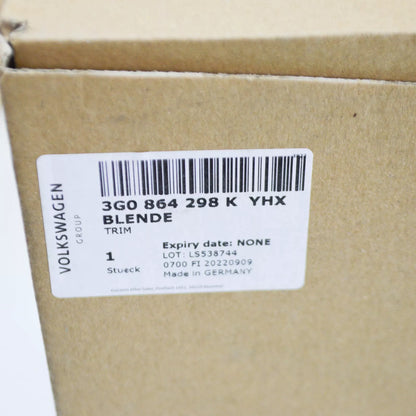 VOLKSWAGEN
GROUP
3G0 864 298 K YHX
BLENDE
TRIM
1
Stueck
Expiry date: NONE
LOT: LS538744
0700 FI 20220909
Made in GERMANY